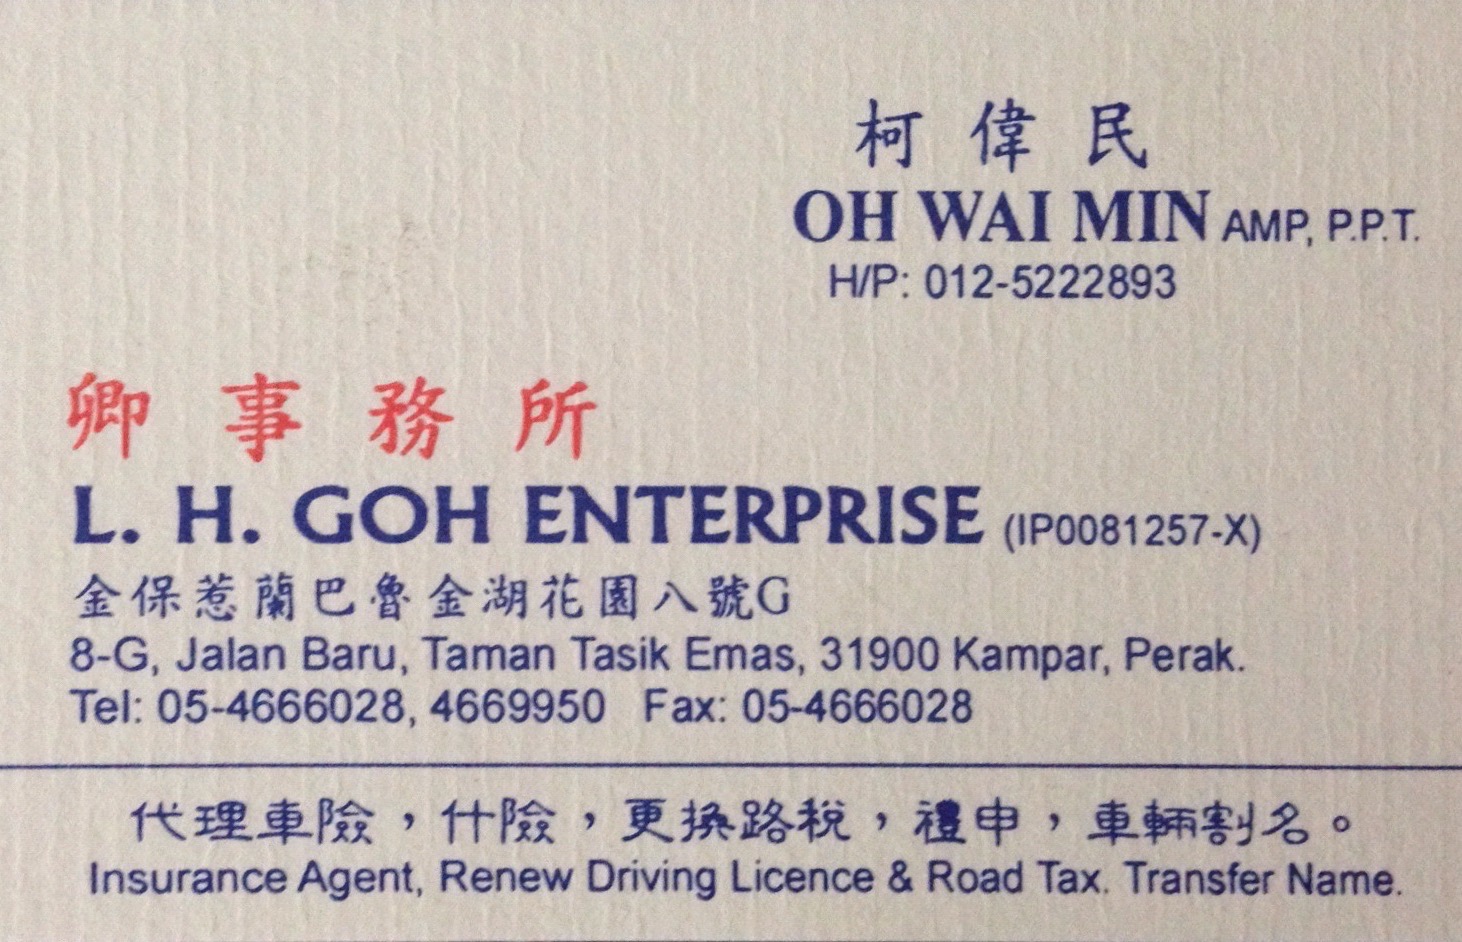 柯偉民
OH WAI MIN AMP, P.P.T.
H/P: 012-5222893
卿事務所
L. H. GOH ENTERPRISE (IP0081257-X)
金保惹蘭巴魯金湖花園八號G
8-G, Jalan Baru, Taman Tasik Emas, 31900 Kampar, Perak.
Tel: 05-4666028, 4669950 Fax: 05-4666028
代理車險，什險，更換路稅，禮申，車輛割名。
Insurance Agent, Renew Driving Licence & Road Tax. Transfer Name.